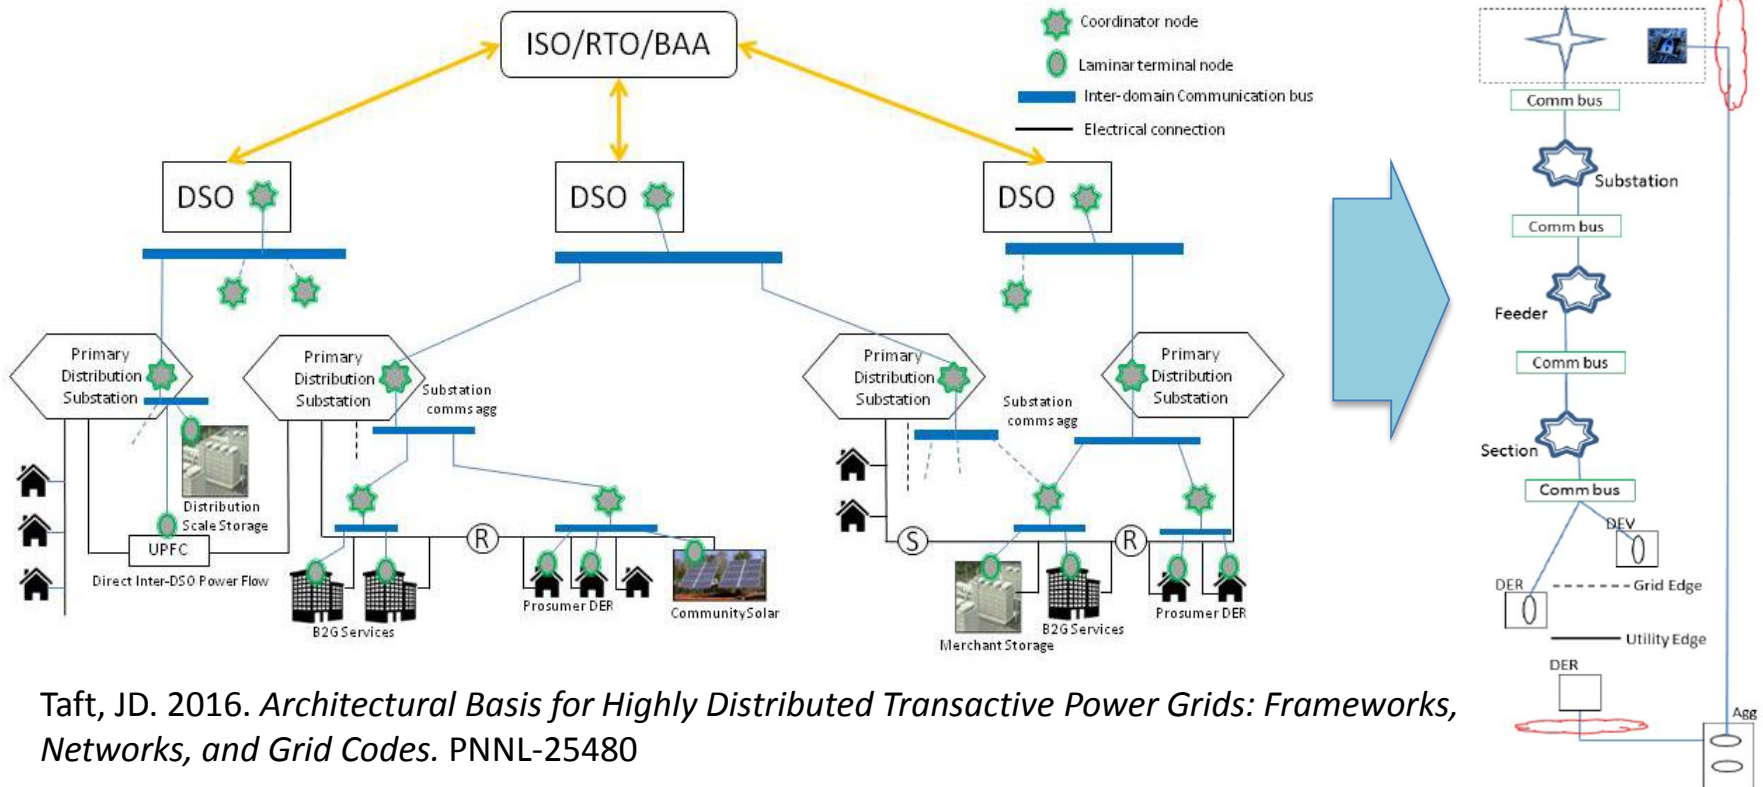 ISO/RTO/BAA
Coordinator node
Laminar terminal node
Inter-domain Communication bus
Electrical connection
DSO
DSO
DSO
Primary
Distribution
Substation
Primary
Distribution
Substation
Substation
comms agg
Primary
Distribution
Substation
Substation
comms agg
Primary
Distribution
Substation
Distribution
Scale Storage
UPFC
Direct Inter-DSO Power Flow
R
B2G Services
Prosumer DER
Community Solar
S
R
Merchant Storage
B2G Services
Prosumer DER
Comm bus
Substation
Comm bus
Feeder
Comm bus
Section
Comm bus
DEV
DER
Grid Edge
Utility Edge
DER
Agg
Taft, JD. 2016. Architectural Basis for Highly Distributed Transactive Power Grids: Frameworks,
Networks, and Grid Codes. PNNL-25480